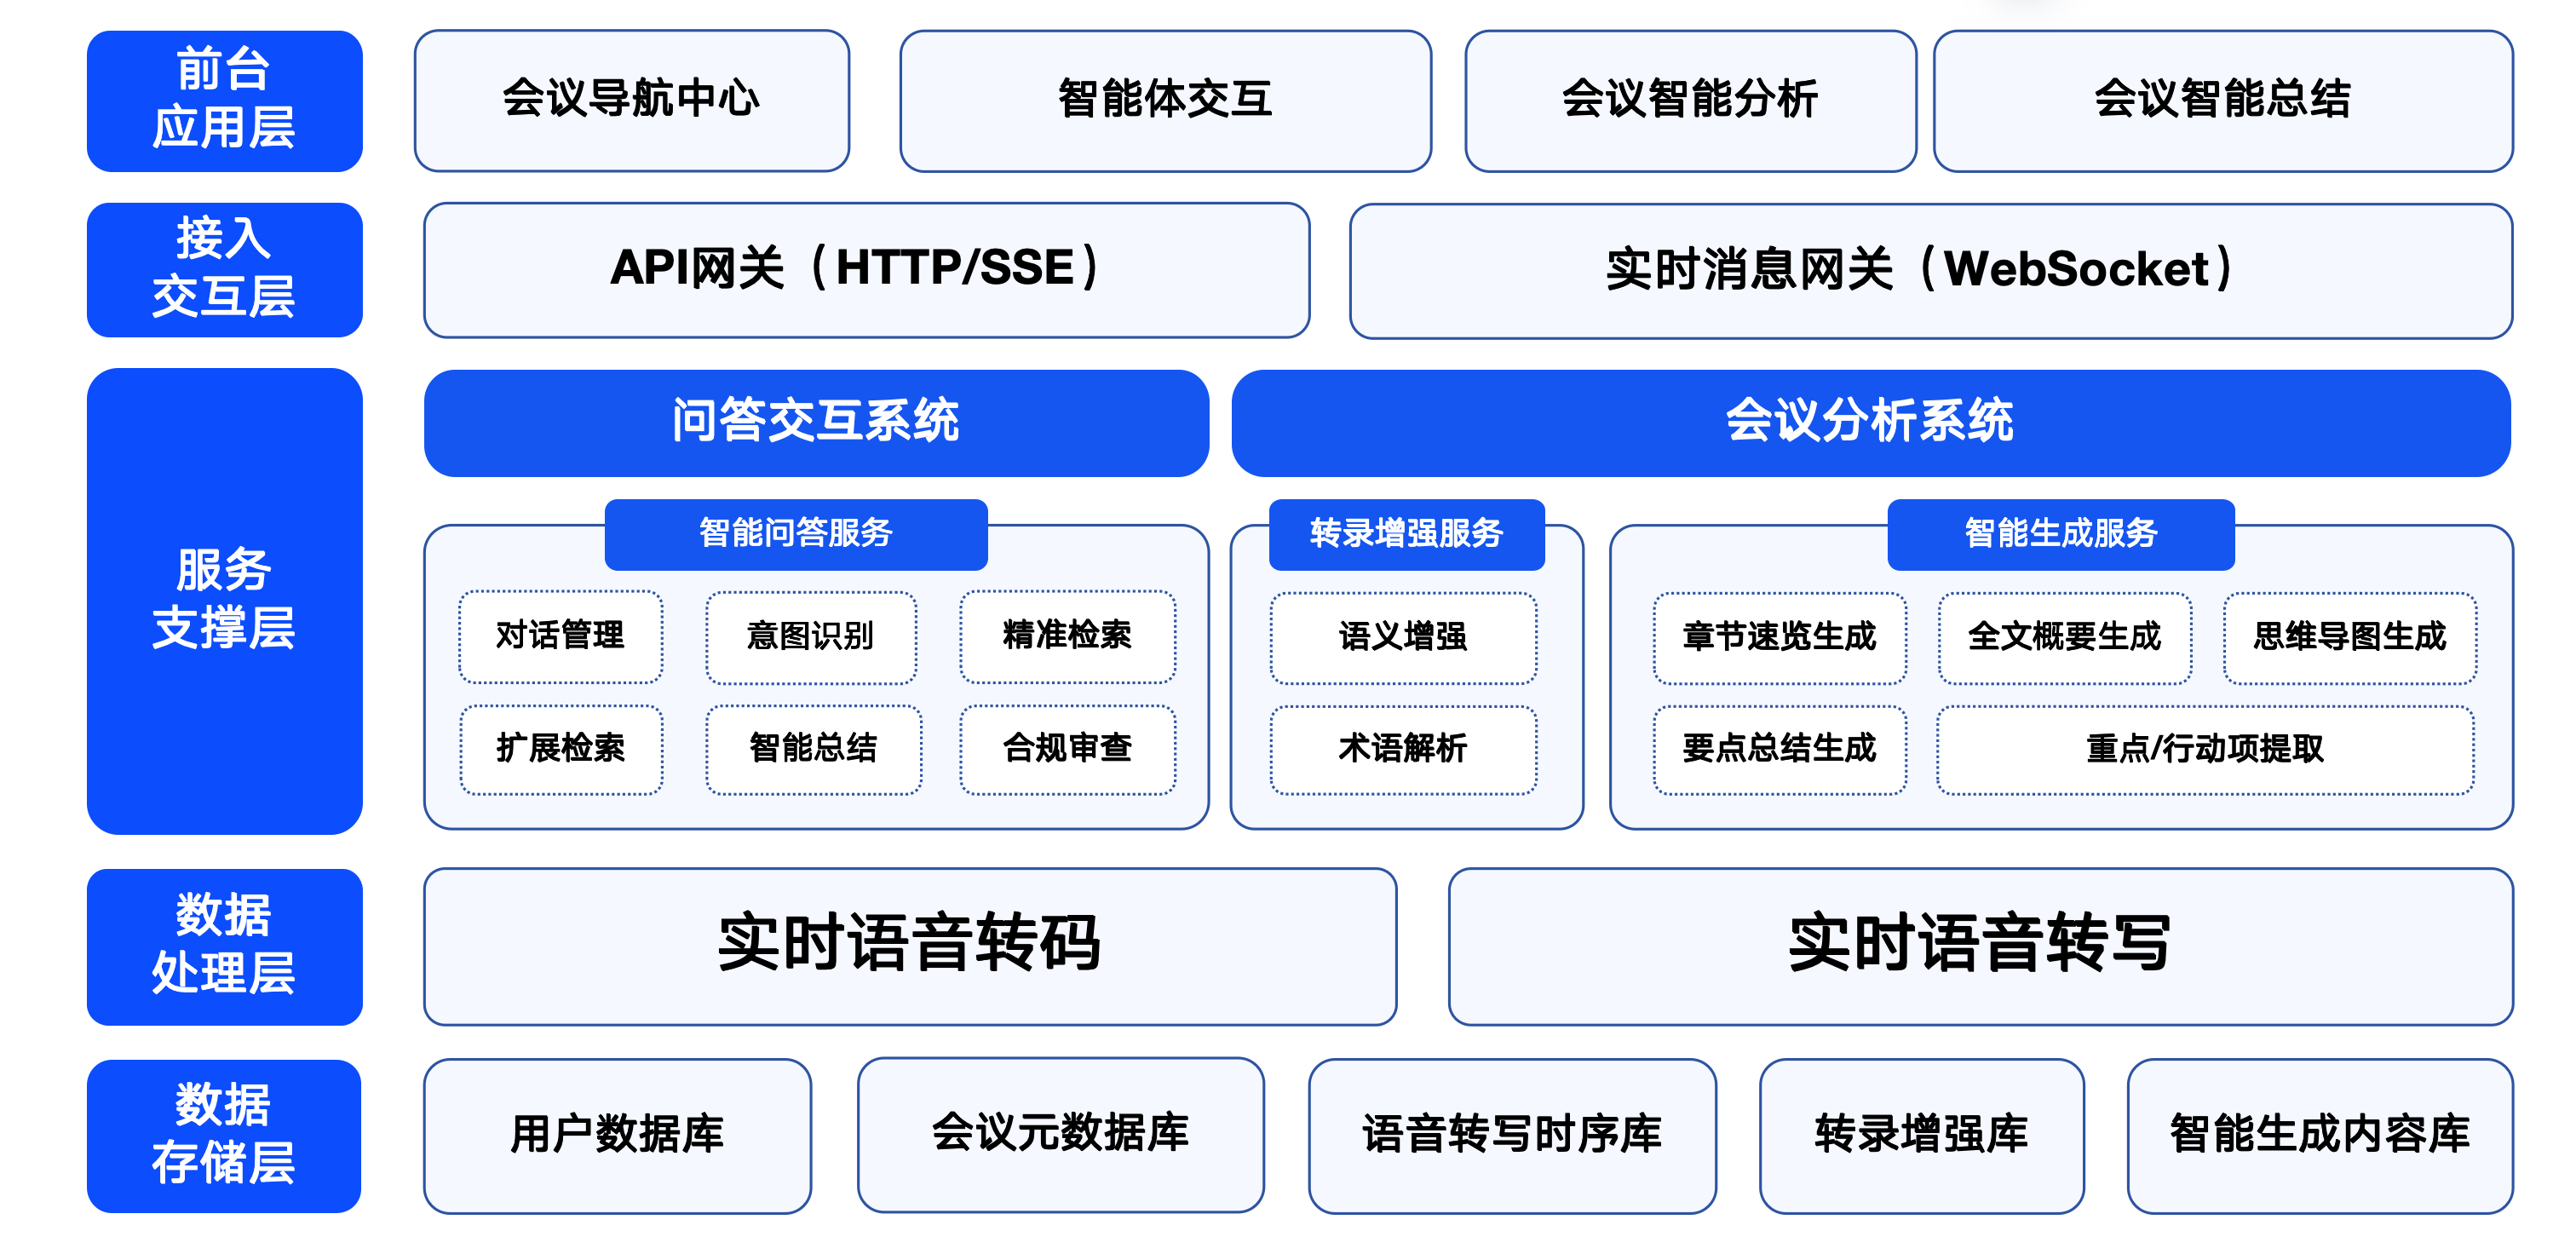 前台
应用层
会议导航中心
智能体交互
会议智能分析
会议智能总结
接入
交互层
API网关（HTTP/SSE）
实时消息网关（WebSocket）
服务
支撑层
问答交互系统
会议分析系统
智能问答服务
对话管理
意图识别
精准检索
扩展检索
智能总结
合规审查
转录增强服务
语义增强
术语解析
智能生成服务
章节速览生成
全文概要生成
思维导图生成
要点总结生成
重点/行动项提取
数据
处理层
实时语音转码
实时语音转写
数据
存储层
用户数据库
会议元数据库
语音转写时序库
转录增强库
智能生成内容库